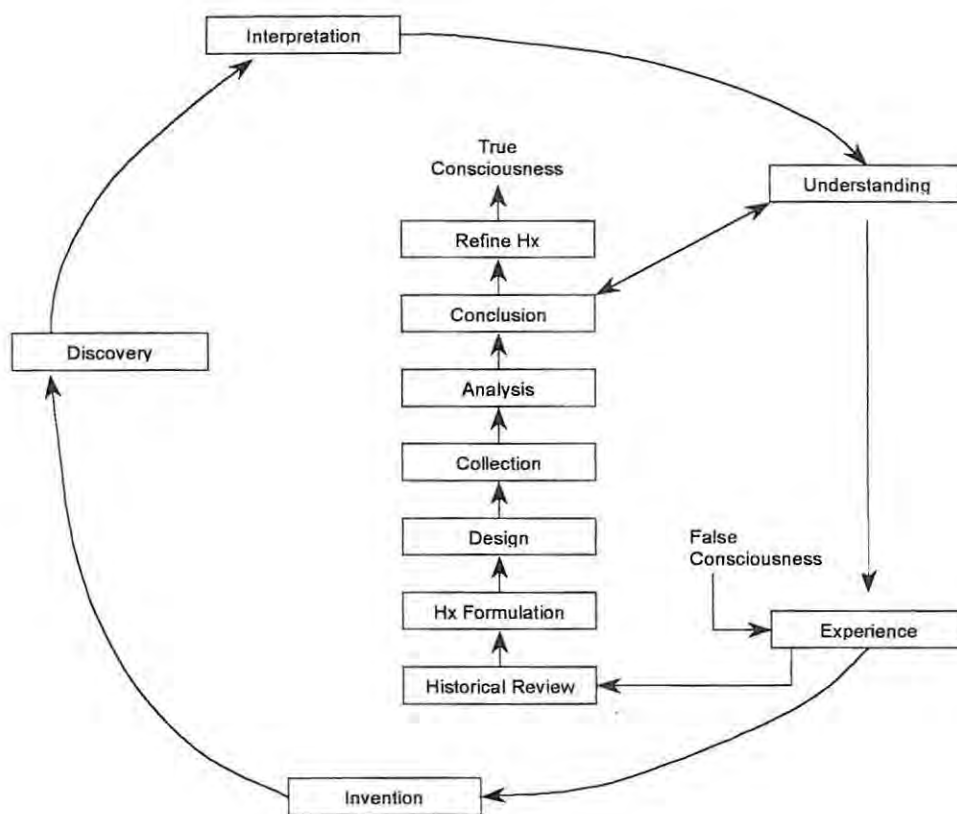 Interpretation
True
Consciousness
Understanding
Refine Hx
Conclusion
Discovery
Analysis
Collection
Design
False
Consciousness
Hx Formulation
Experience
Historical Review
Invention